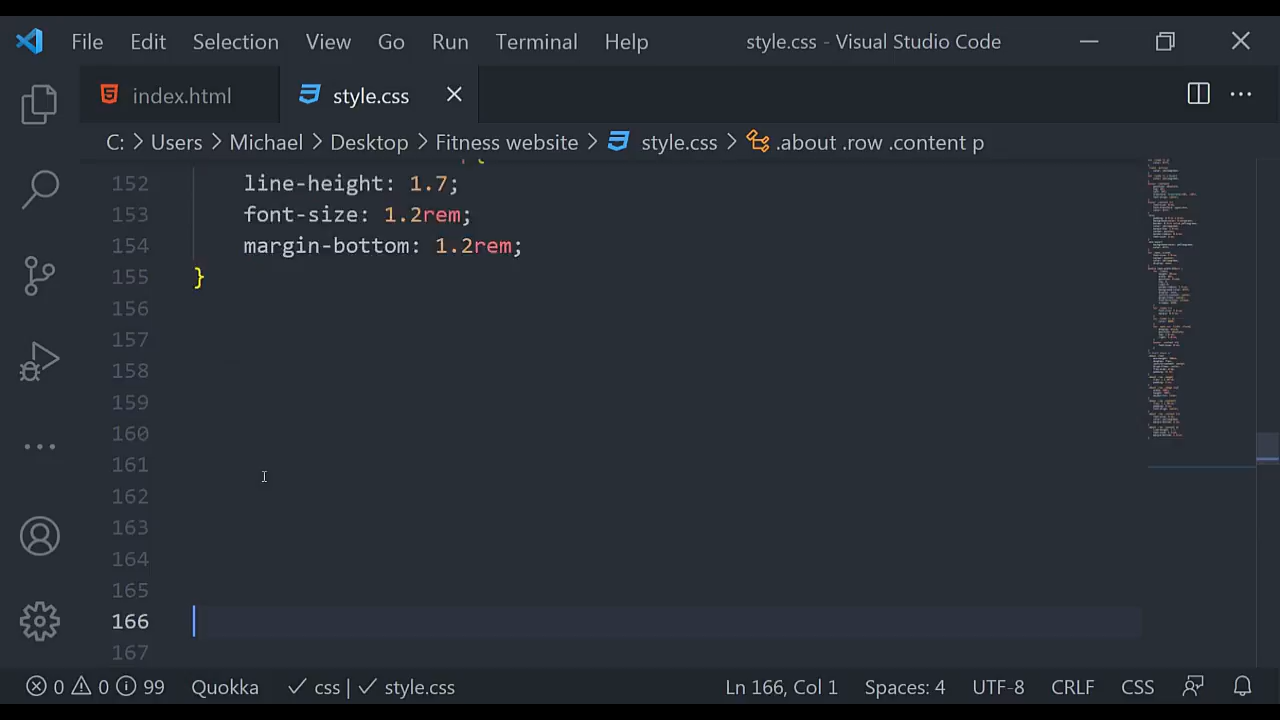 File Edit Selection View Go Run Terminal Help style.css - Visual Studio Code
index.html style.css
C: > Users > Michael > Desktop > Fitness website > style.css > .about .row .content p
152 line-height: 1.7;
153 font-size: 1.2rem;
154 margin-bottom: 1.2rem;
155 }
156
157
158
159
160
161
162
163
164
165
166
167
0 0 99 Quokka css | style.css Ln 166, Col 1 Spaces: 4 UTF-8 CRLF CSS